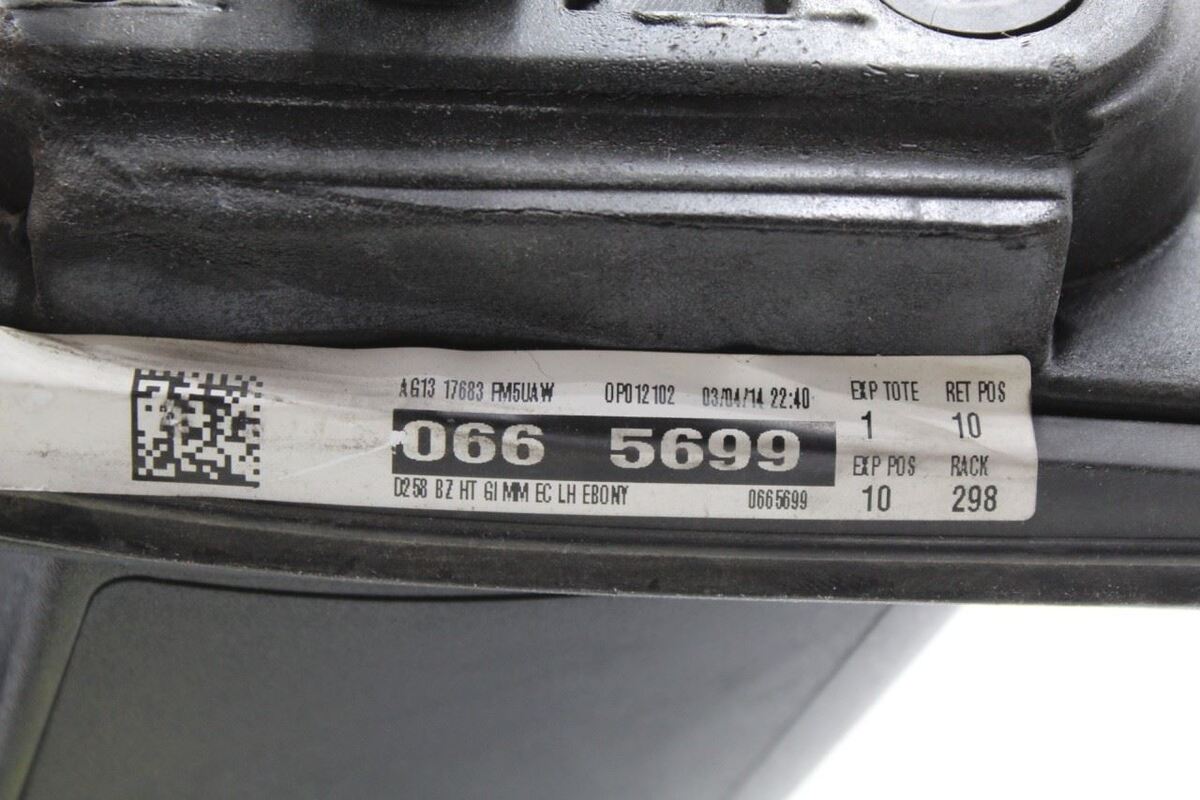 AG13 17683 FM5UAW 0P012102 03/04/14 22:40
066 5699
D258 BZ HT GI MM EC LH EBONY 0665699
EXP TOTE RET POS
1 10
EXP POS RACK
10 298